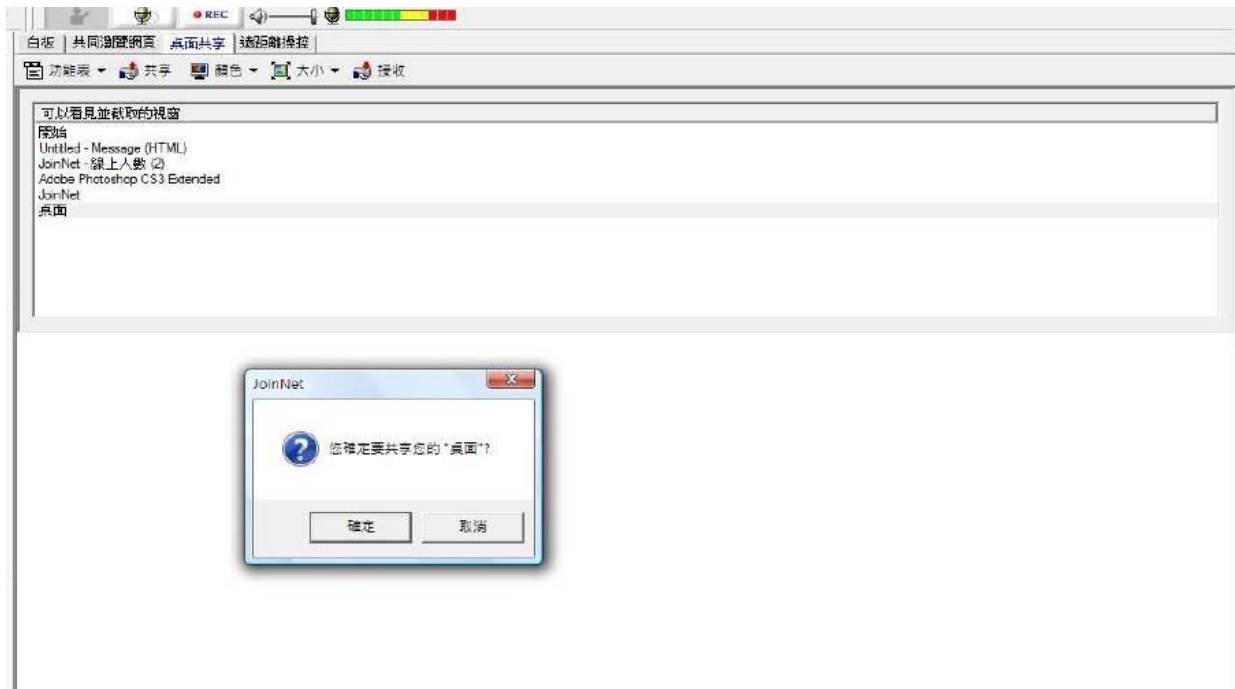 REC
白板 | 共同瀏覽網頁 桌面共享 遠距離操控
功能表 共享 顏色 大小 接收
可以看見並截取的視窗
開始
Untitled - Message (HTML)
JoinNet - 線上人數 (2)
Adobe Photoshop CS3 Extended
JoinNet
桌面
JoinNet
您確定要共享您的 "桌面"?
確定 取消